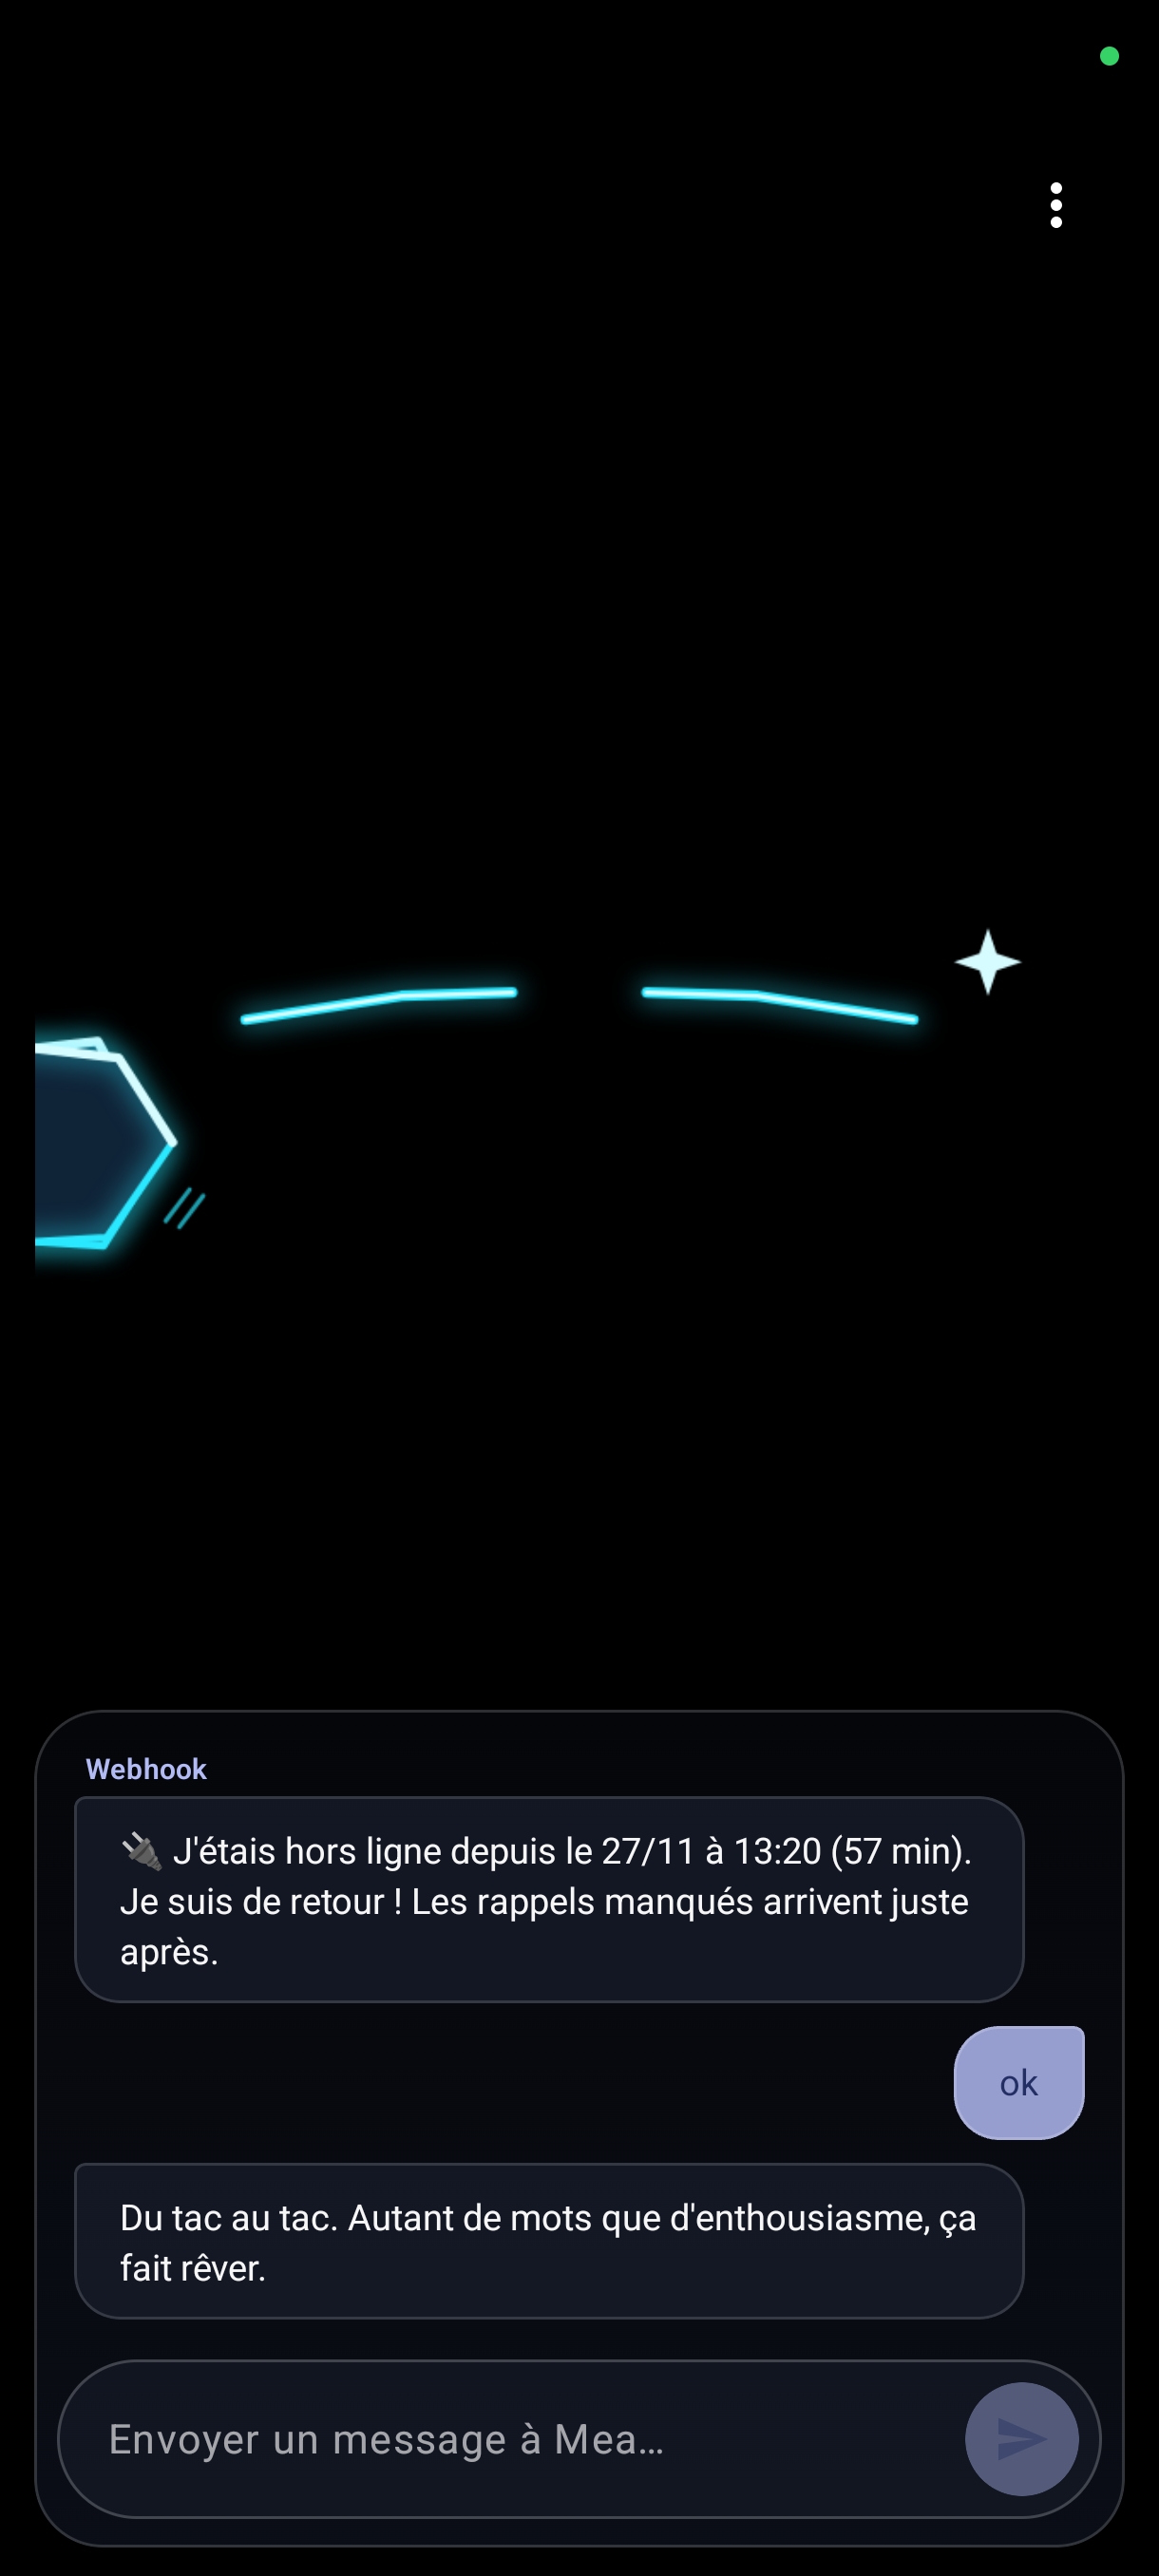 Webhook
🔌 J'étais hors ligne depuis le 27/11 à 13:20 (57 min).
Je suis de retour ! Les rappels manqués arrivent juste
après.
ok
Du tac au tac. Autant de mots que d'enthousiasme, ça
fait rêver.
Envoyer un message à Mea…